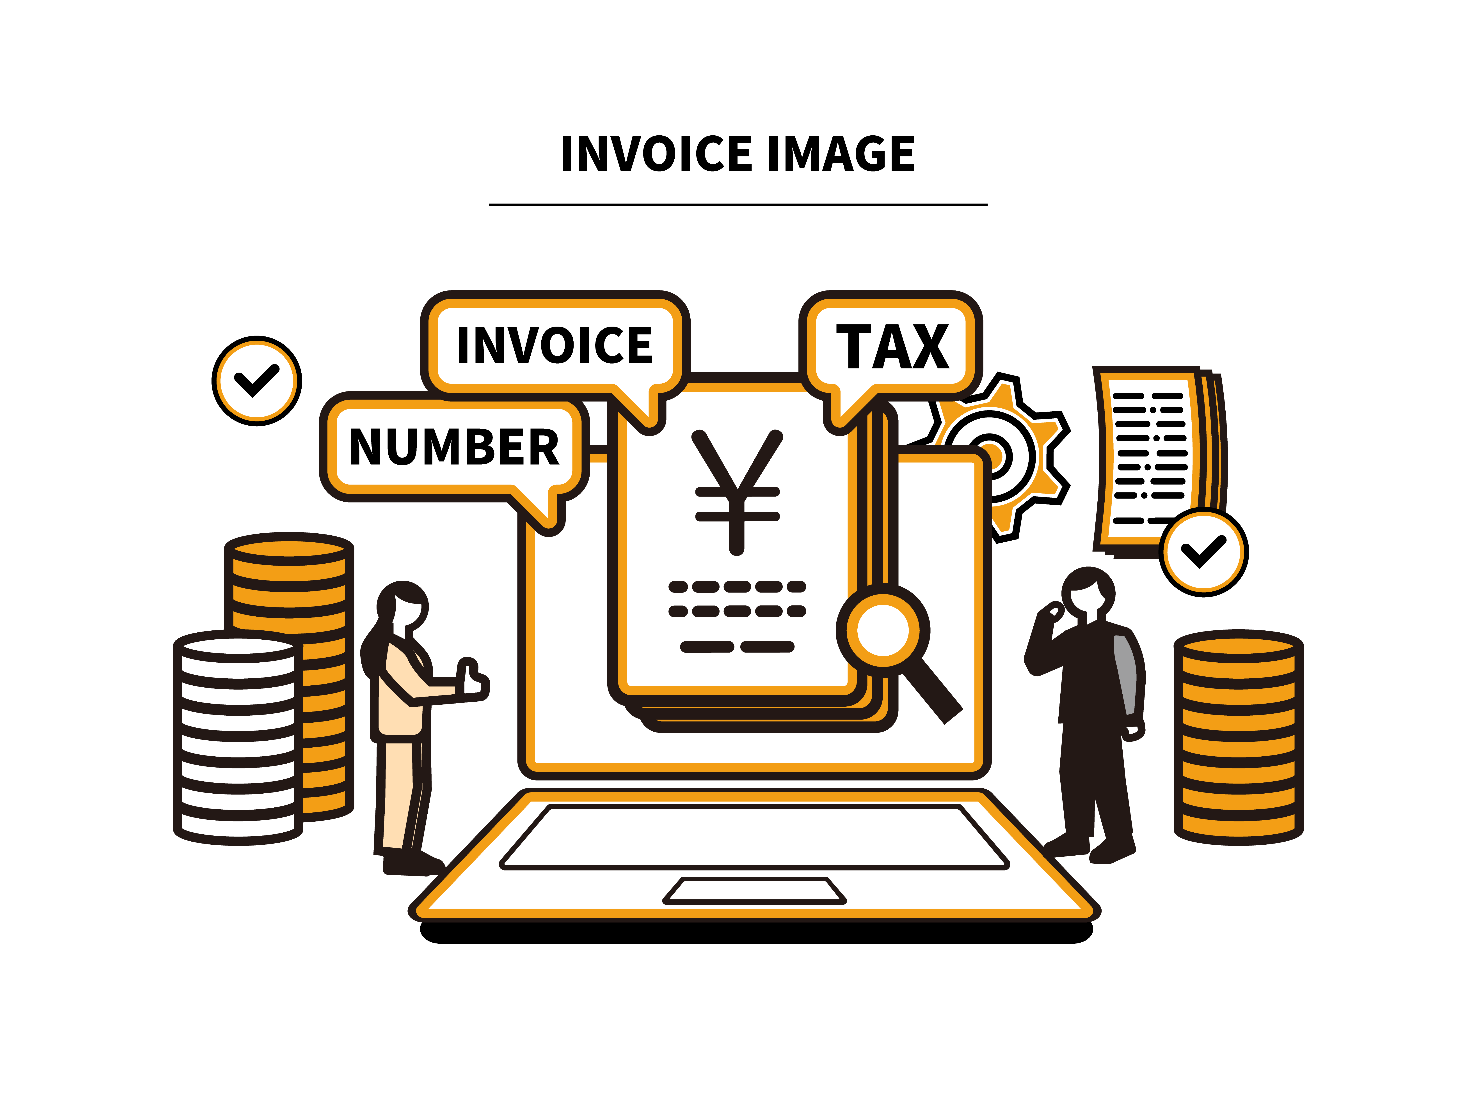 INVOICE IMAGE
INVOICE
TAX
NUMBER
¥